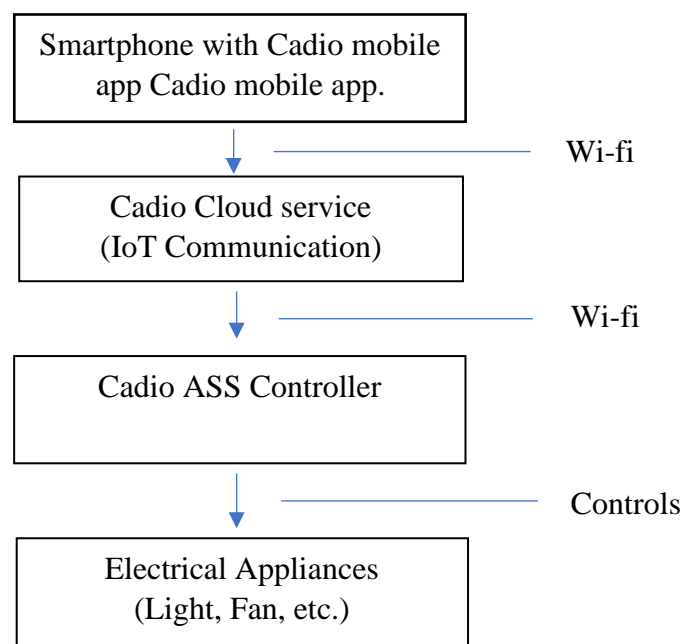 Smartphone with Cadio mobile
app Cadio mobile app.
Wi-fi
Cadio Cloud service
(IoT Communication)
Wi-fi
Cadio ASS Controller
Controls
Electrical Appliances
(Light, Fan, etc.)